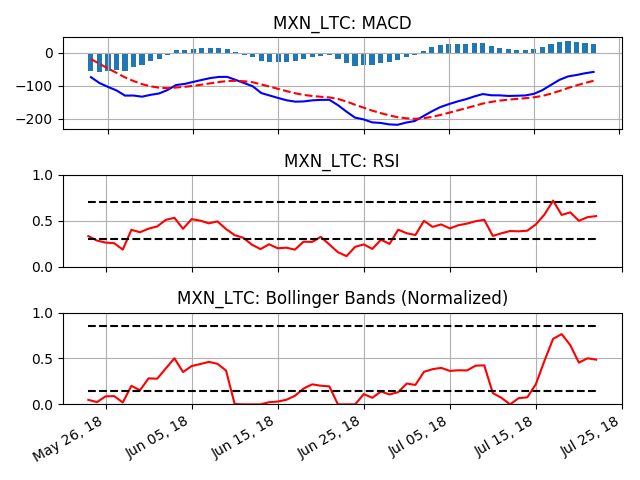 MXN_LTC: MACD
0
−100
−200
MXN_LTC: RSI
1.0
0.5
0.0
MXN_LTC: Bollinger Bands (Normalized)
1.0
0.5
0.0
May 26, 18
Jun 05, 18
Jun 15, 18
Jun 25, 18
Jul 05, 18
Jul 15, 18
Jul 25, 18